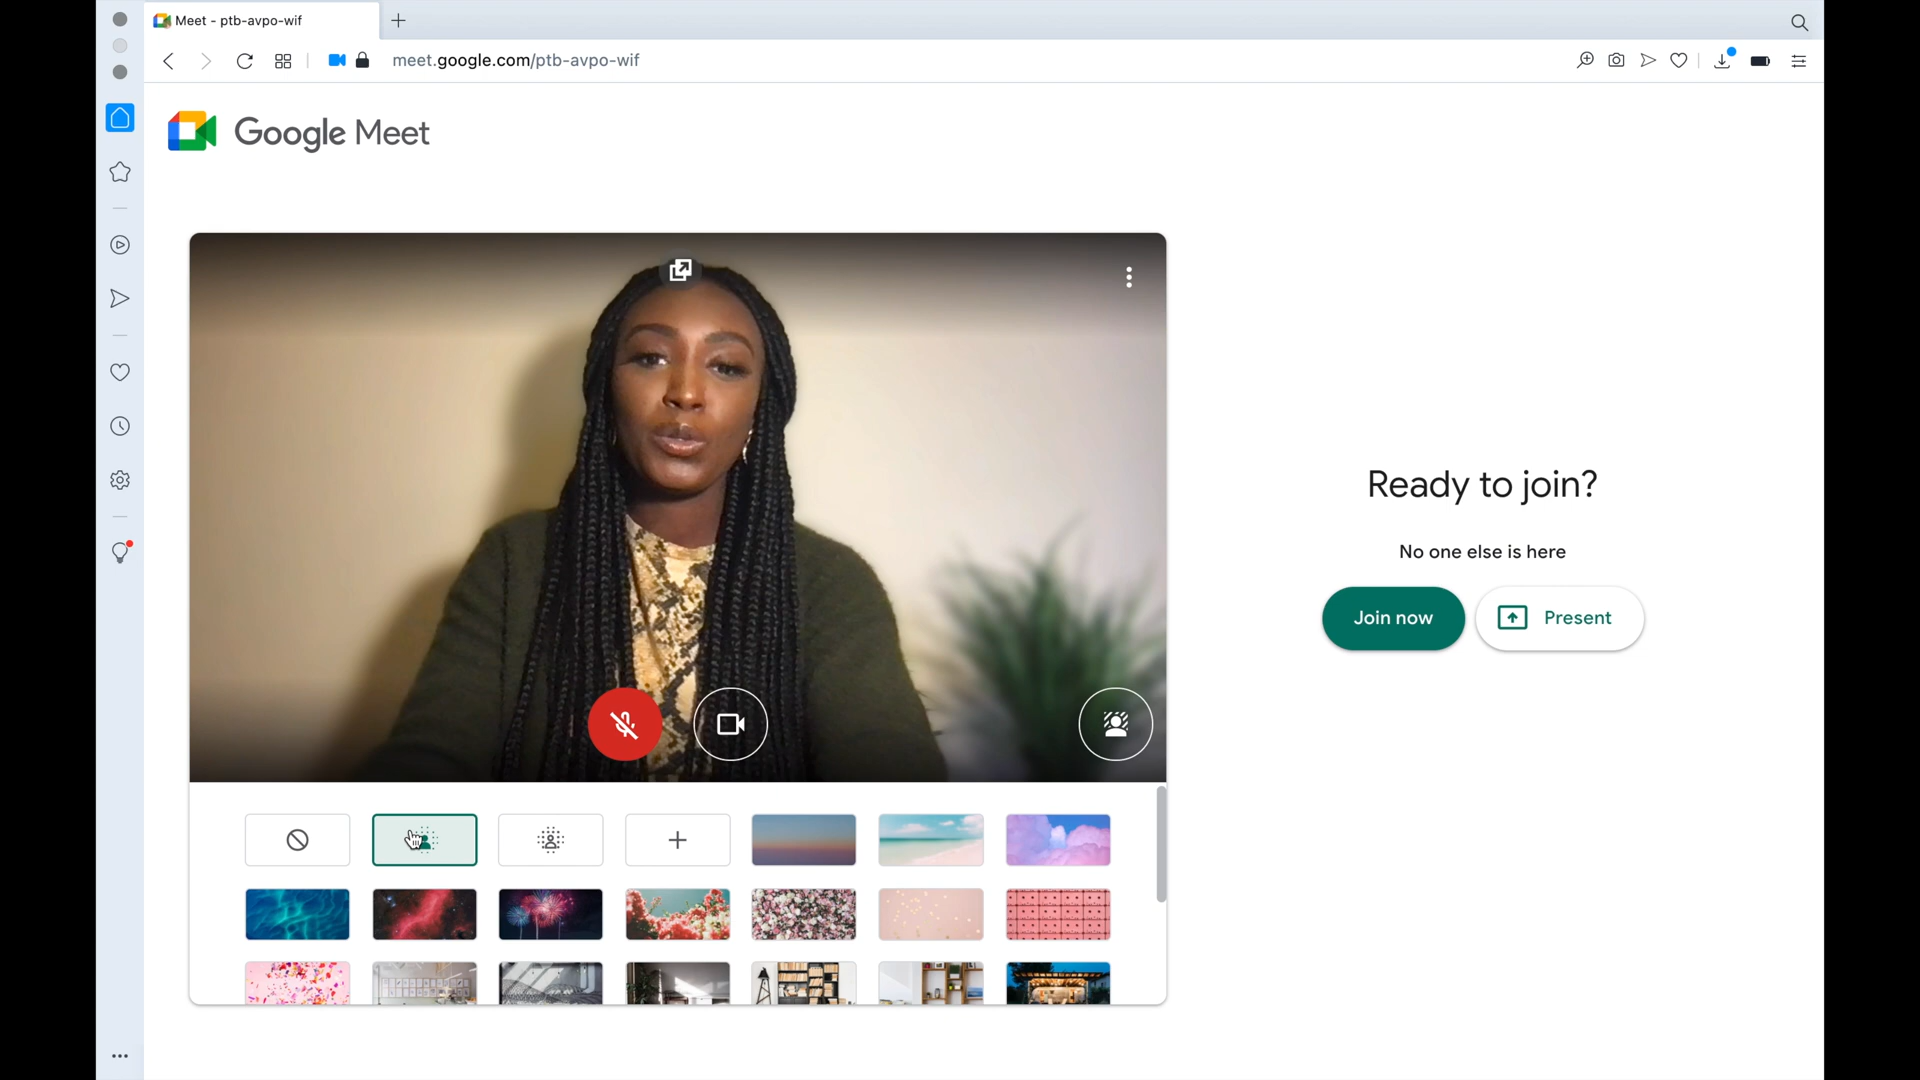 Meet - ptb-avpo-wif
meet.google.com/ptb-avpo-wif
Google Meet
Ready to join?
No one else is here
Join now
Present